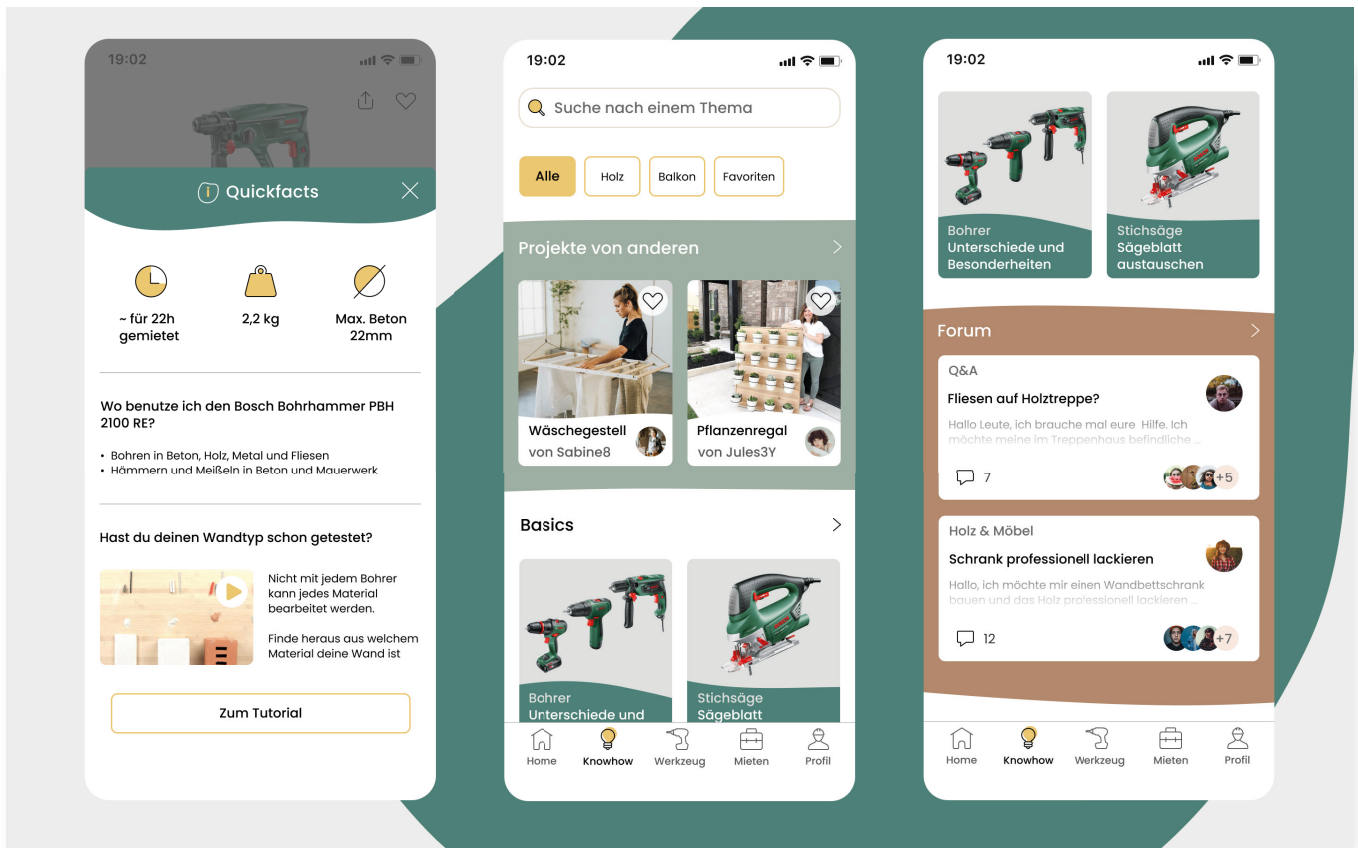 19:02
Quickfacts
~ für 22h
gemietet
2,2 kg
Max. Beton
22mm
Wo benutze ich den Bosch Bohrhammer PBH
2100 RE?
• Bohren in Beton, Holz, Metal und Fliesen
• Hämmern und Meißeln in Beton und Mauerwerk
Hast du deinen Wandtyp schon getestet?
Nicht mit jedem Bohrer
kann jedes Material
bearbeitet werden.
Finde heraus aus welchem
Material deine Wand ist
Zum Tutorial
19:02
Suche nach einem Thema
Alle
Holz
Balkon
Favoriten
Projekte von anderen
Wäschegestell
von Sabine8
Pflanzenregal
von Jules3Y
Basics
Bohrer
Unterschiede und
Stichsäge
Sägeblatt
Home
Knowhow
Werkzeug
Mieten
Profil
19:02
Bohrer
Unterschiede und
Besonderheiten
Stichsäge
Sägeblatt
austauschen
Forum
Q&A
Fliesen auf Holztreppe?
Hallo Leute, ich brauche mal eure Hilfe. Ich
möchte meine im Treppenhaus befindliche ...
7
+5
Holz & Möbel
Schrank professionell lackieren
Hallo, ich möchte mir einen Wandbettschrank
bauen und das Holz professionell lackieren ...
12
+7
Home
Knowhow
Werkzeug
Mieten
Profil